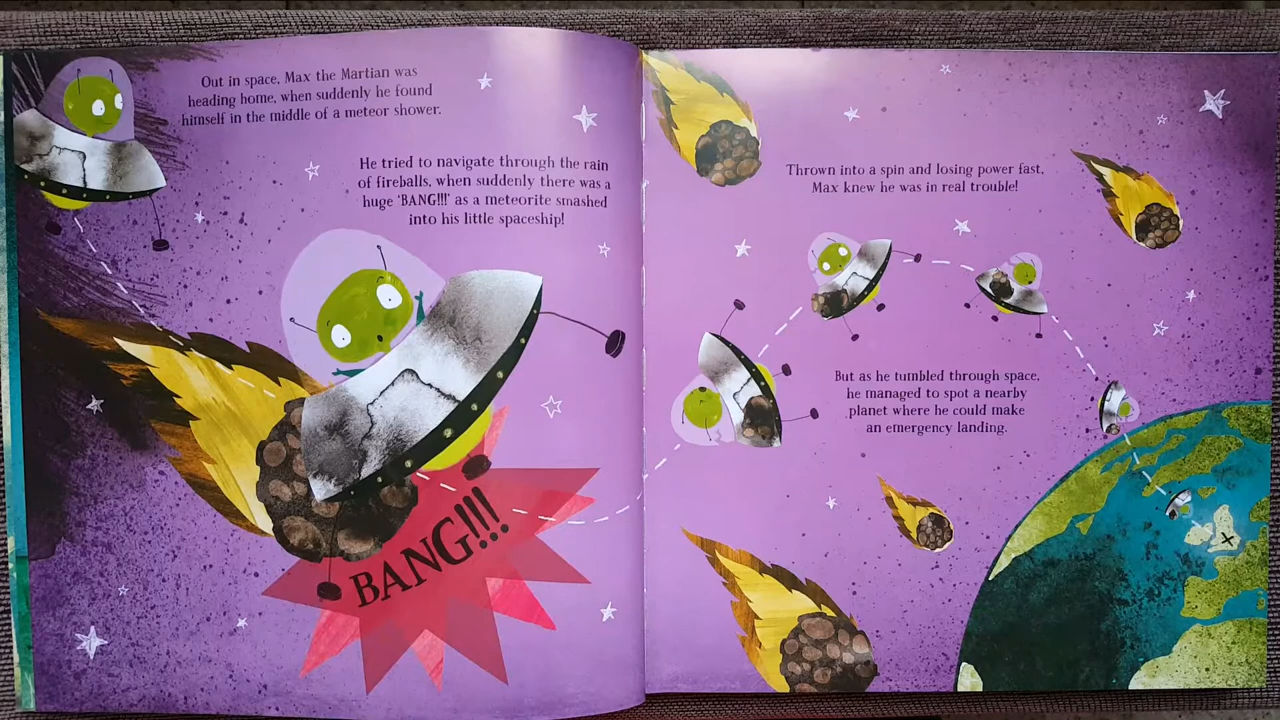 Out in space, Max the Martian was
heading home, when suddenly he found
himself in the middle of a meteor shower.
He tried to navigate through the rain
of fireballs, when suddenly there was a
huge ‘BANG!!!’ as a meteorite smashed
into his little spaceship!
BANG!!!
Thrown into a spin and losing power fast,
Max knew he was in real trouble!
But as he tumbled through space,
he managed to spot a nearby
planet where he could make
an emergency landing.